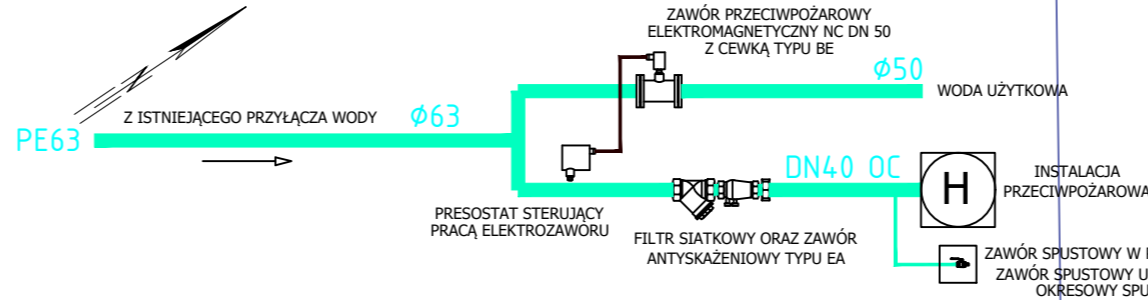 ZAWÓR PRZECIWPOŻAROWY
ELEKTROMAGNETYCZNY NC DN 50
Z CEWKĄ TYPU BE
Ø50
WODA UŻYTKOWA
Z ISTNIEJĄCEGO PRZYŁĄCZA WODY
Ø63
PE63
DN40 OC
H
INSTALACJA
PRZECIWPOŻAROWA
PRESOSTAT STERUJĄCY
PRACĄ ELEKTROZAWORU
FILTR SIATKOWY ORAZ ZAWÓR
ANTYSKAŻENIOWY TYPU EA
ZAWÓR SPUSTOWY W
ZAWÓR SPUSTOWY
OKRESOWY